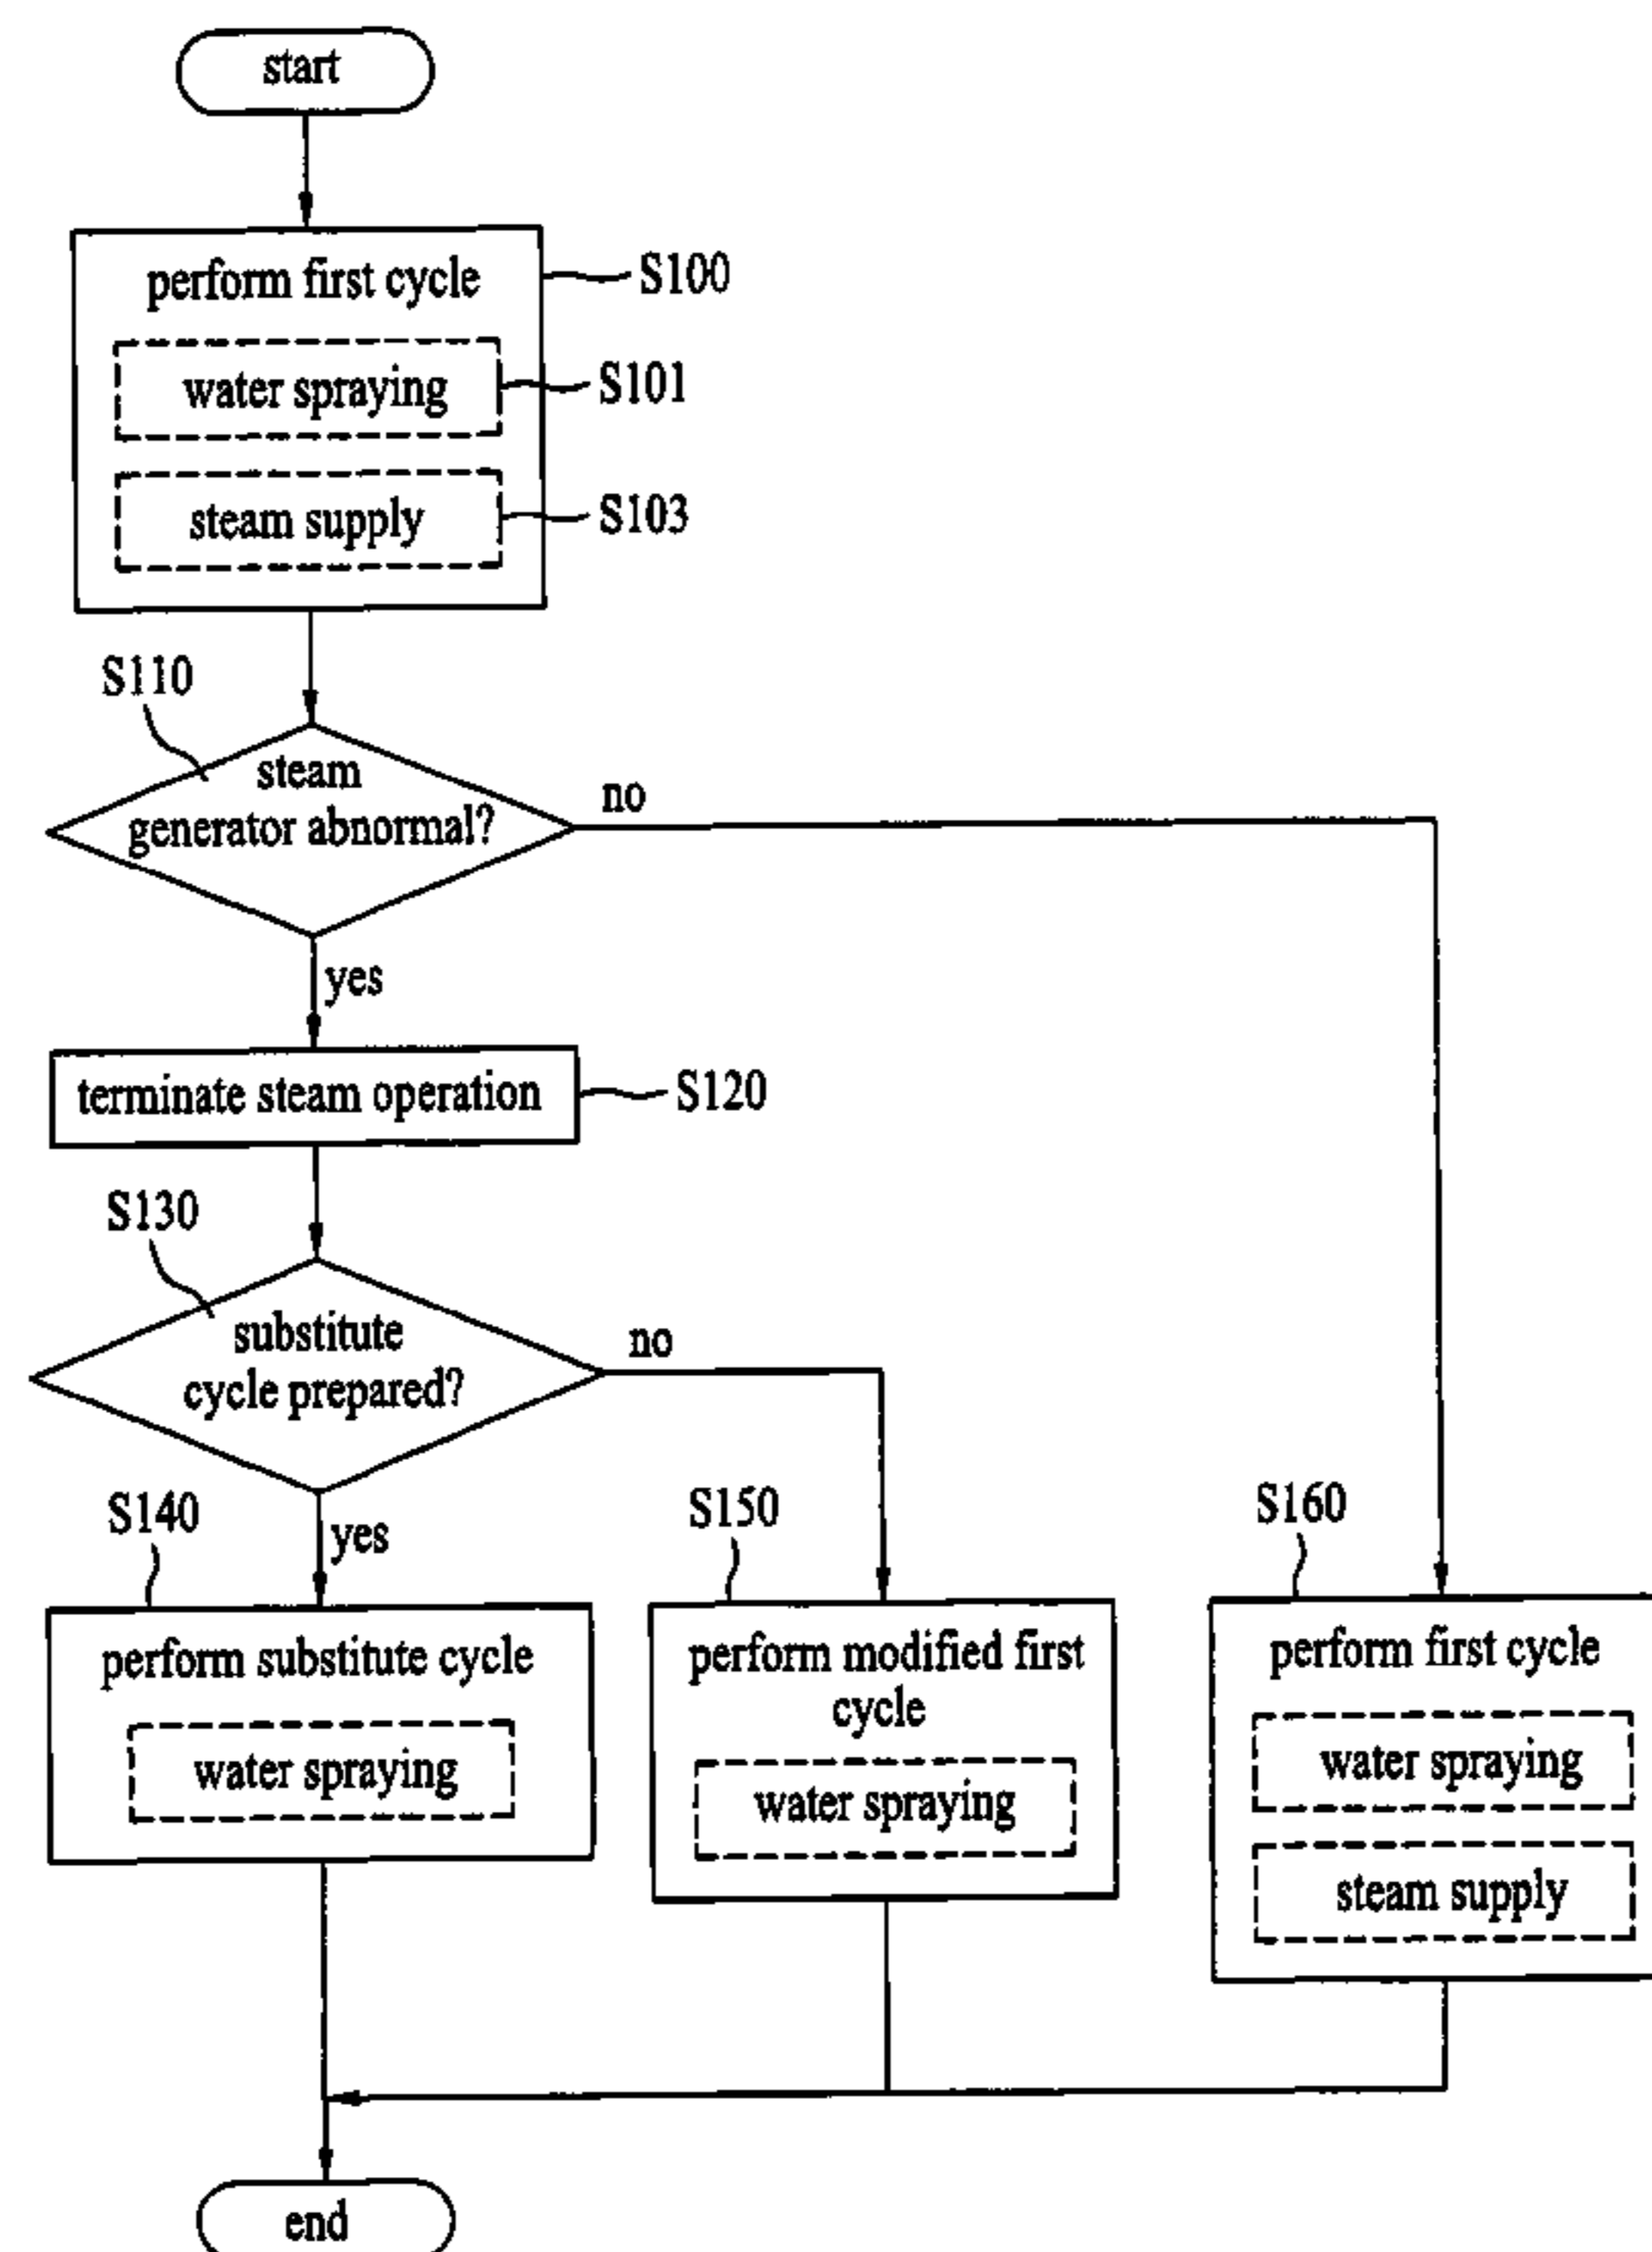 start
perform first cycle
S100
water spraying
S101
steam supply
S103
S110
steam
generator abnormal?
no
yes
terminate steam operation
S120
S130
substitute
cycle prepared?
no
yes
S140
perform substitute cycle
water spraying
S150
perform modified first
cycle
water spraying
S160
perform first cycle
water spraying
steam supply
end